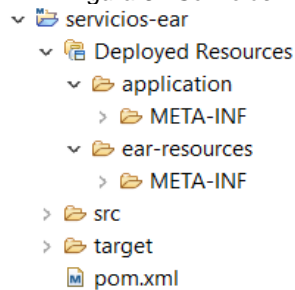 servicios-ear
Deployed Resources
application
META-INF
ear-resources
META-INF
src
target
pom.xml